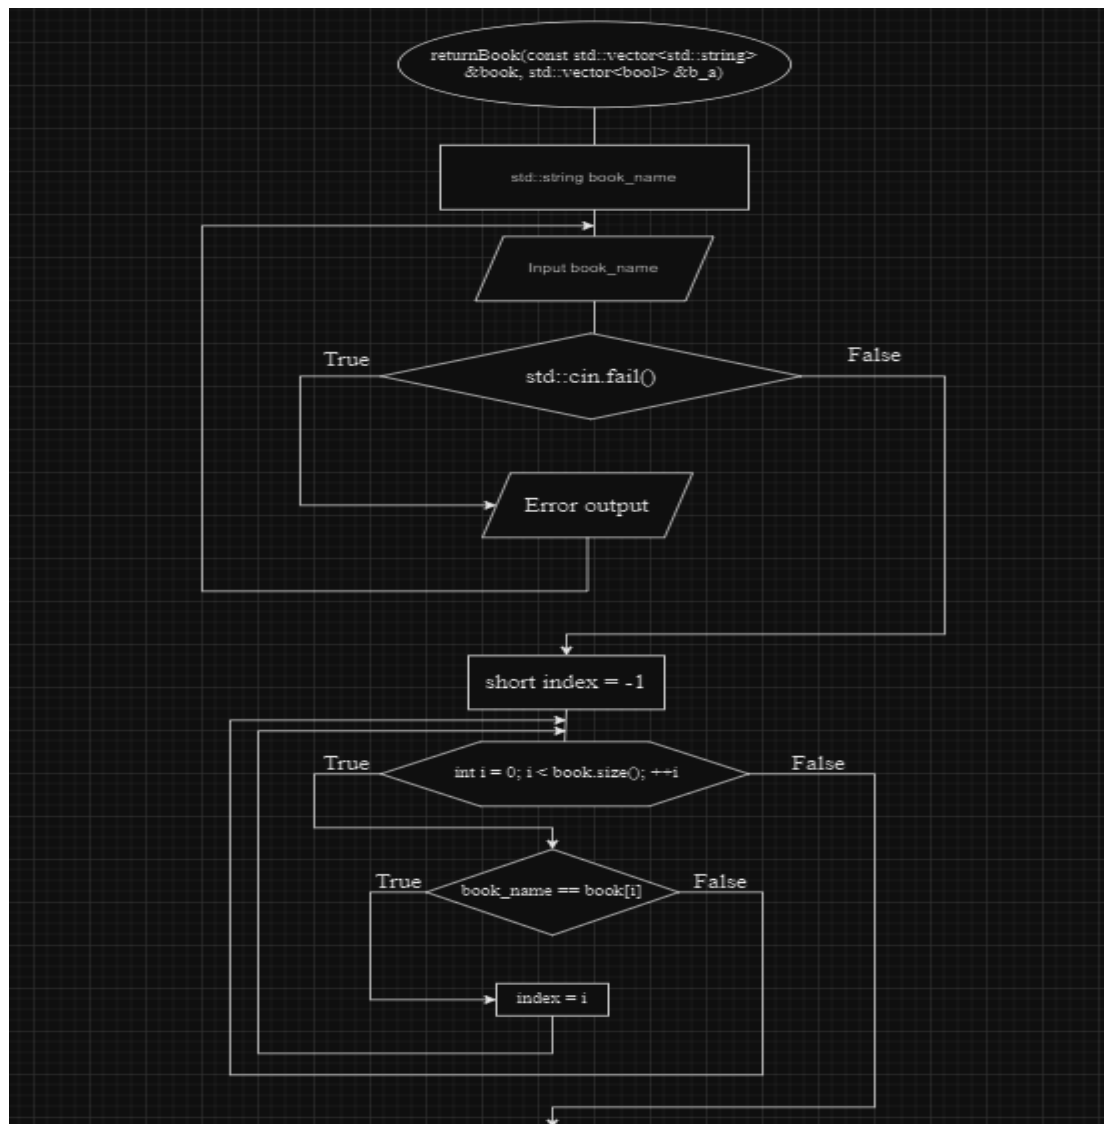 returnBook(const std::vector<std::string>
&book, std::vector<bool> &b_a)
std::string book_name
Input book_name
True
False
std::cin.fail()
Error output
short index = -1
True
False
int i = 0; i < book.size(); ++i
True
False
book_name == book[i]
index = i